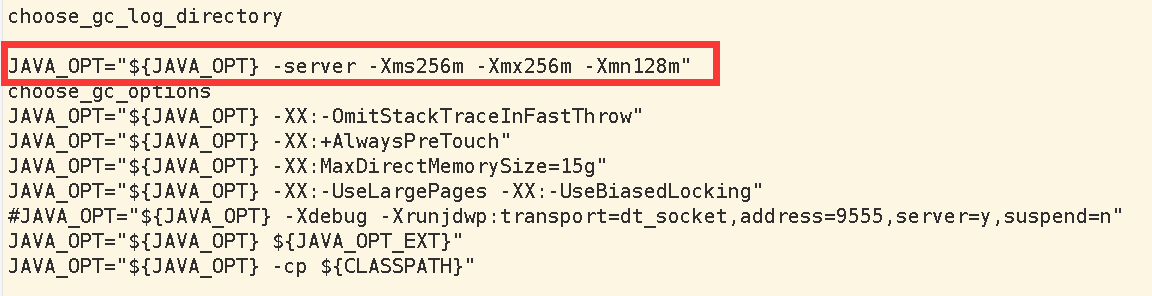 choose_gc_log_directory
JAVA_OPT="${JAVA_OPT} -server -Xms256m -Xmx256m -Xmn128m"
choose_gc_options
JAVA_OPT="${JAVA_OPT} -XX:-OmitStackTraceInFastThrow"
JAVA_OPT="${JAVA_OPT} -XX:+AlwaysPreTouch"
JAVA_OPT="${JAVA_OPT} -XX:MaxDirectMemorySize=15g"
JAVA_OPT="${JAVA_OPT} -XX:-UseLargePages -XX:-UseBiasedLocking"
#JAVA_OPT="${JAVA_OPT} -Xdebug -Xrunjdwp:transport=dt_socket,address=9555,server=y,suspend=n"
JAVA_OPT="${JAVA_OPT} ${JAVA_OPT_EXT}"
JAVA_OPT="${JAVA_OPT} -cp ${CLASSPATH}"